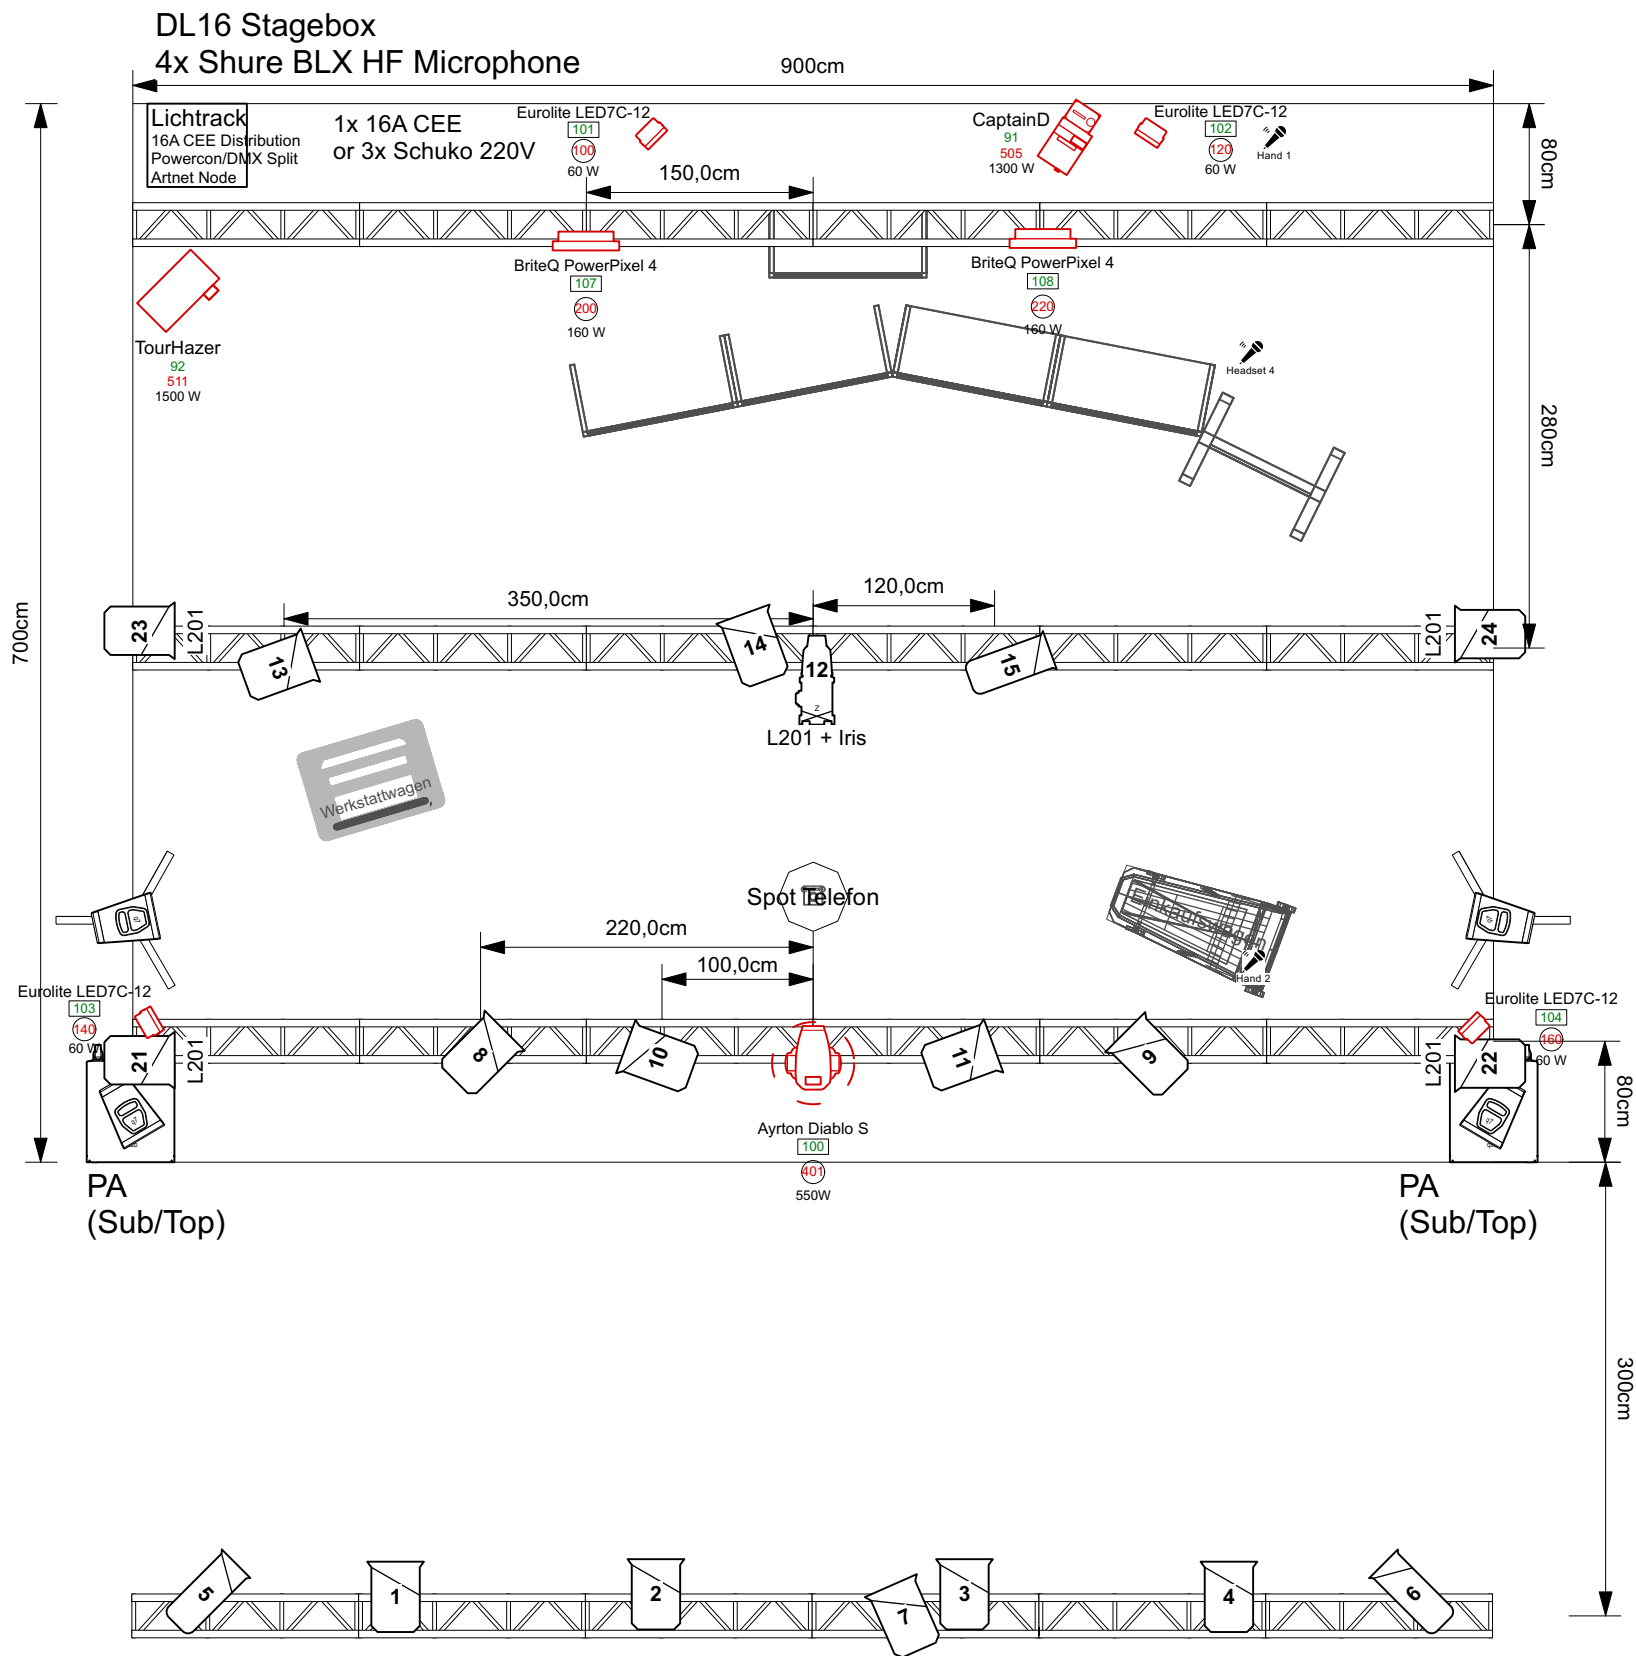 DL16 Stagebox
4x Shure BLX HF Microphone
900cm
Lichtrack
16A CEE Distribution
Powercon/DMX Split
Artnet Node
1x 16A CEE
or 3x Schuko 220V
Eurolite LED7C-12
101
100
60 W
CaptainD
91
505
1300 W
Eurolite LED7C-12
102
120
60 W
Hand 1
80cm
150,0cm
BriteQ PowerPixel 4
107
200
160 W
BriteQ PowerPixel 4
108
220
160 W
TourHazer
92
511
1500 W
Headset 4
280cm
700cm
350,0cm
120,0cm
23
L201
13
14
12
z
L201 + Iris
15
L201
24
Werkstattwagen
Spot Telefon
Einkaufswagen
Hand 2
220,0cm
100,0cm
Eurolite LED7C-12
103
140
60 W
21
L201
8
10
11
9
Eurolite LED7C-12
104
160
60 W
L201
22
80cm
Ayrton Diablo S
100
401
550W
PA
(Sub/Top)
PA
(Sub/Top)
300cm
5
1
2
7
3
4
6